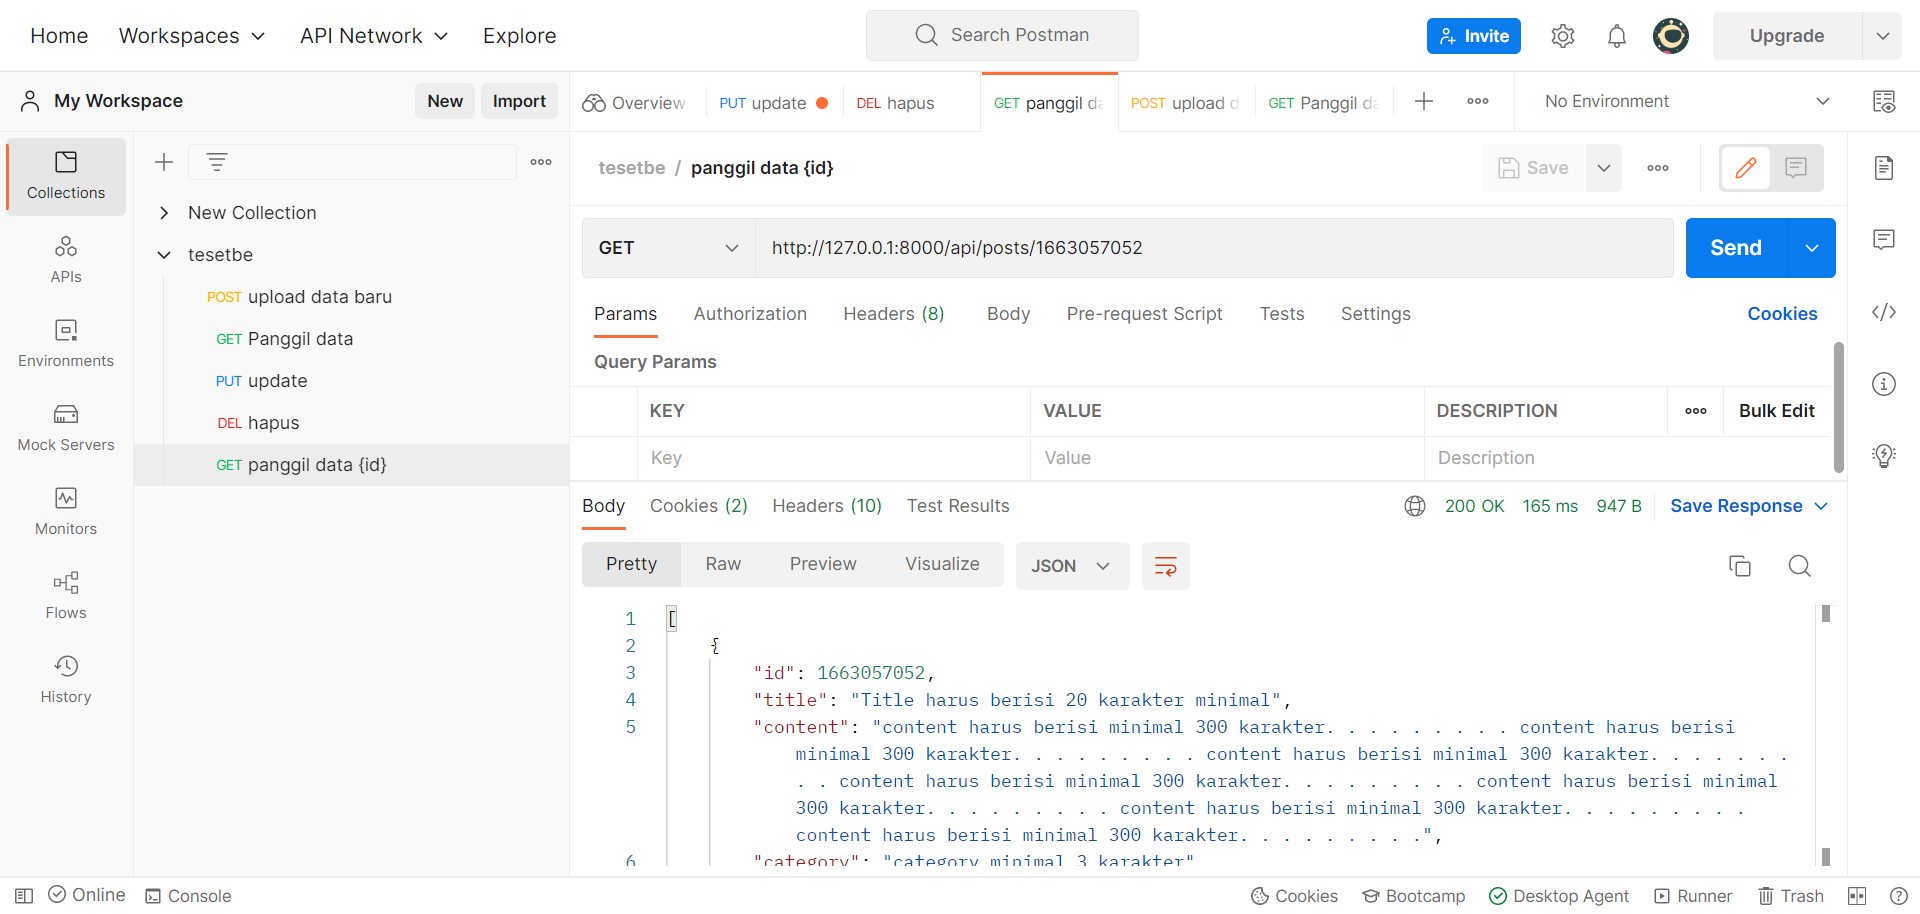 Home Workspaces API Network Explore Search Postman Invite Upgrade
My Workspace New Import
Overview PUT update DEL hapus GET panggil da POST upload d GET Panggil da No Environment
Collections
APIs
Environments
Mock Servers
Monitors
Flows
History
New Collection
tesetbe
POST upload data baru
GET Panggil data
PUT update
DEL hapus
GET panggil data {id}
tesetbe / panggil data {id} Save
GET http://127.0.0.1:8000/api/posts/1663057052 Send
Params Authorization Headers (8) Body Pre-request Script Tests Settings Cookies
Query Params
KEY VALUE DESCRIPTION Bulk Edit
Key Value Description
Body Cookies (2) Headers (10) Test Results 200 OK 165 ms 947 B Save Response
Pretty Raw Preview Visualize JSON
1 [
2 {
3 "id": 1663057052,
4 "title": "Title harus berisi 20 karakter minimal",
5 "content": "content harus berisi minimal 300 karakter. . . . . . . . . content harus berisi
minimal 300 karakter. . . . . . . . . content harus berisi minimal 300 karakter. . . . . . .
. . content harus berisi minimal 300 karakter. . . . . . . . . content harus berisi minimal
300 karakter. . . . . . . . . content harus berisi minimal 300 karakter. . . . . . . . .
content harus berisi minimal 300 karakter. . . . . . . . .",
6 "category": "category minimal 3 karakter"
Online Console Cookies Bootcamp Desktop Agent Runner Trash